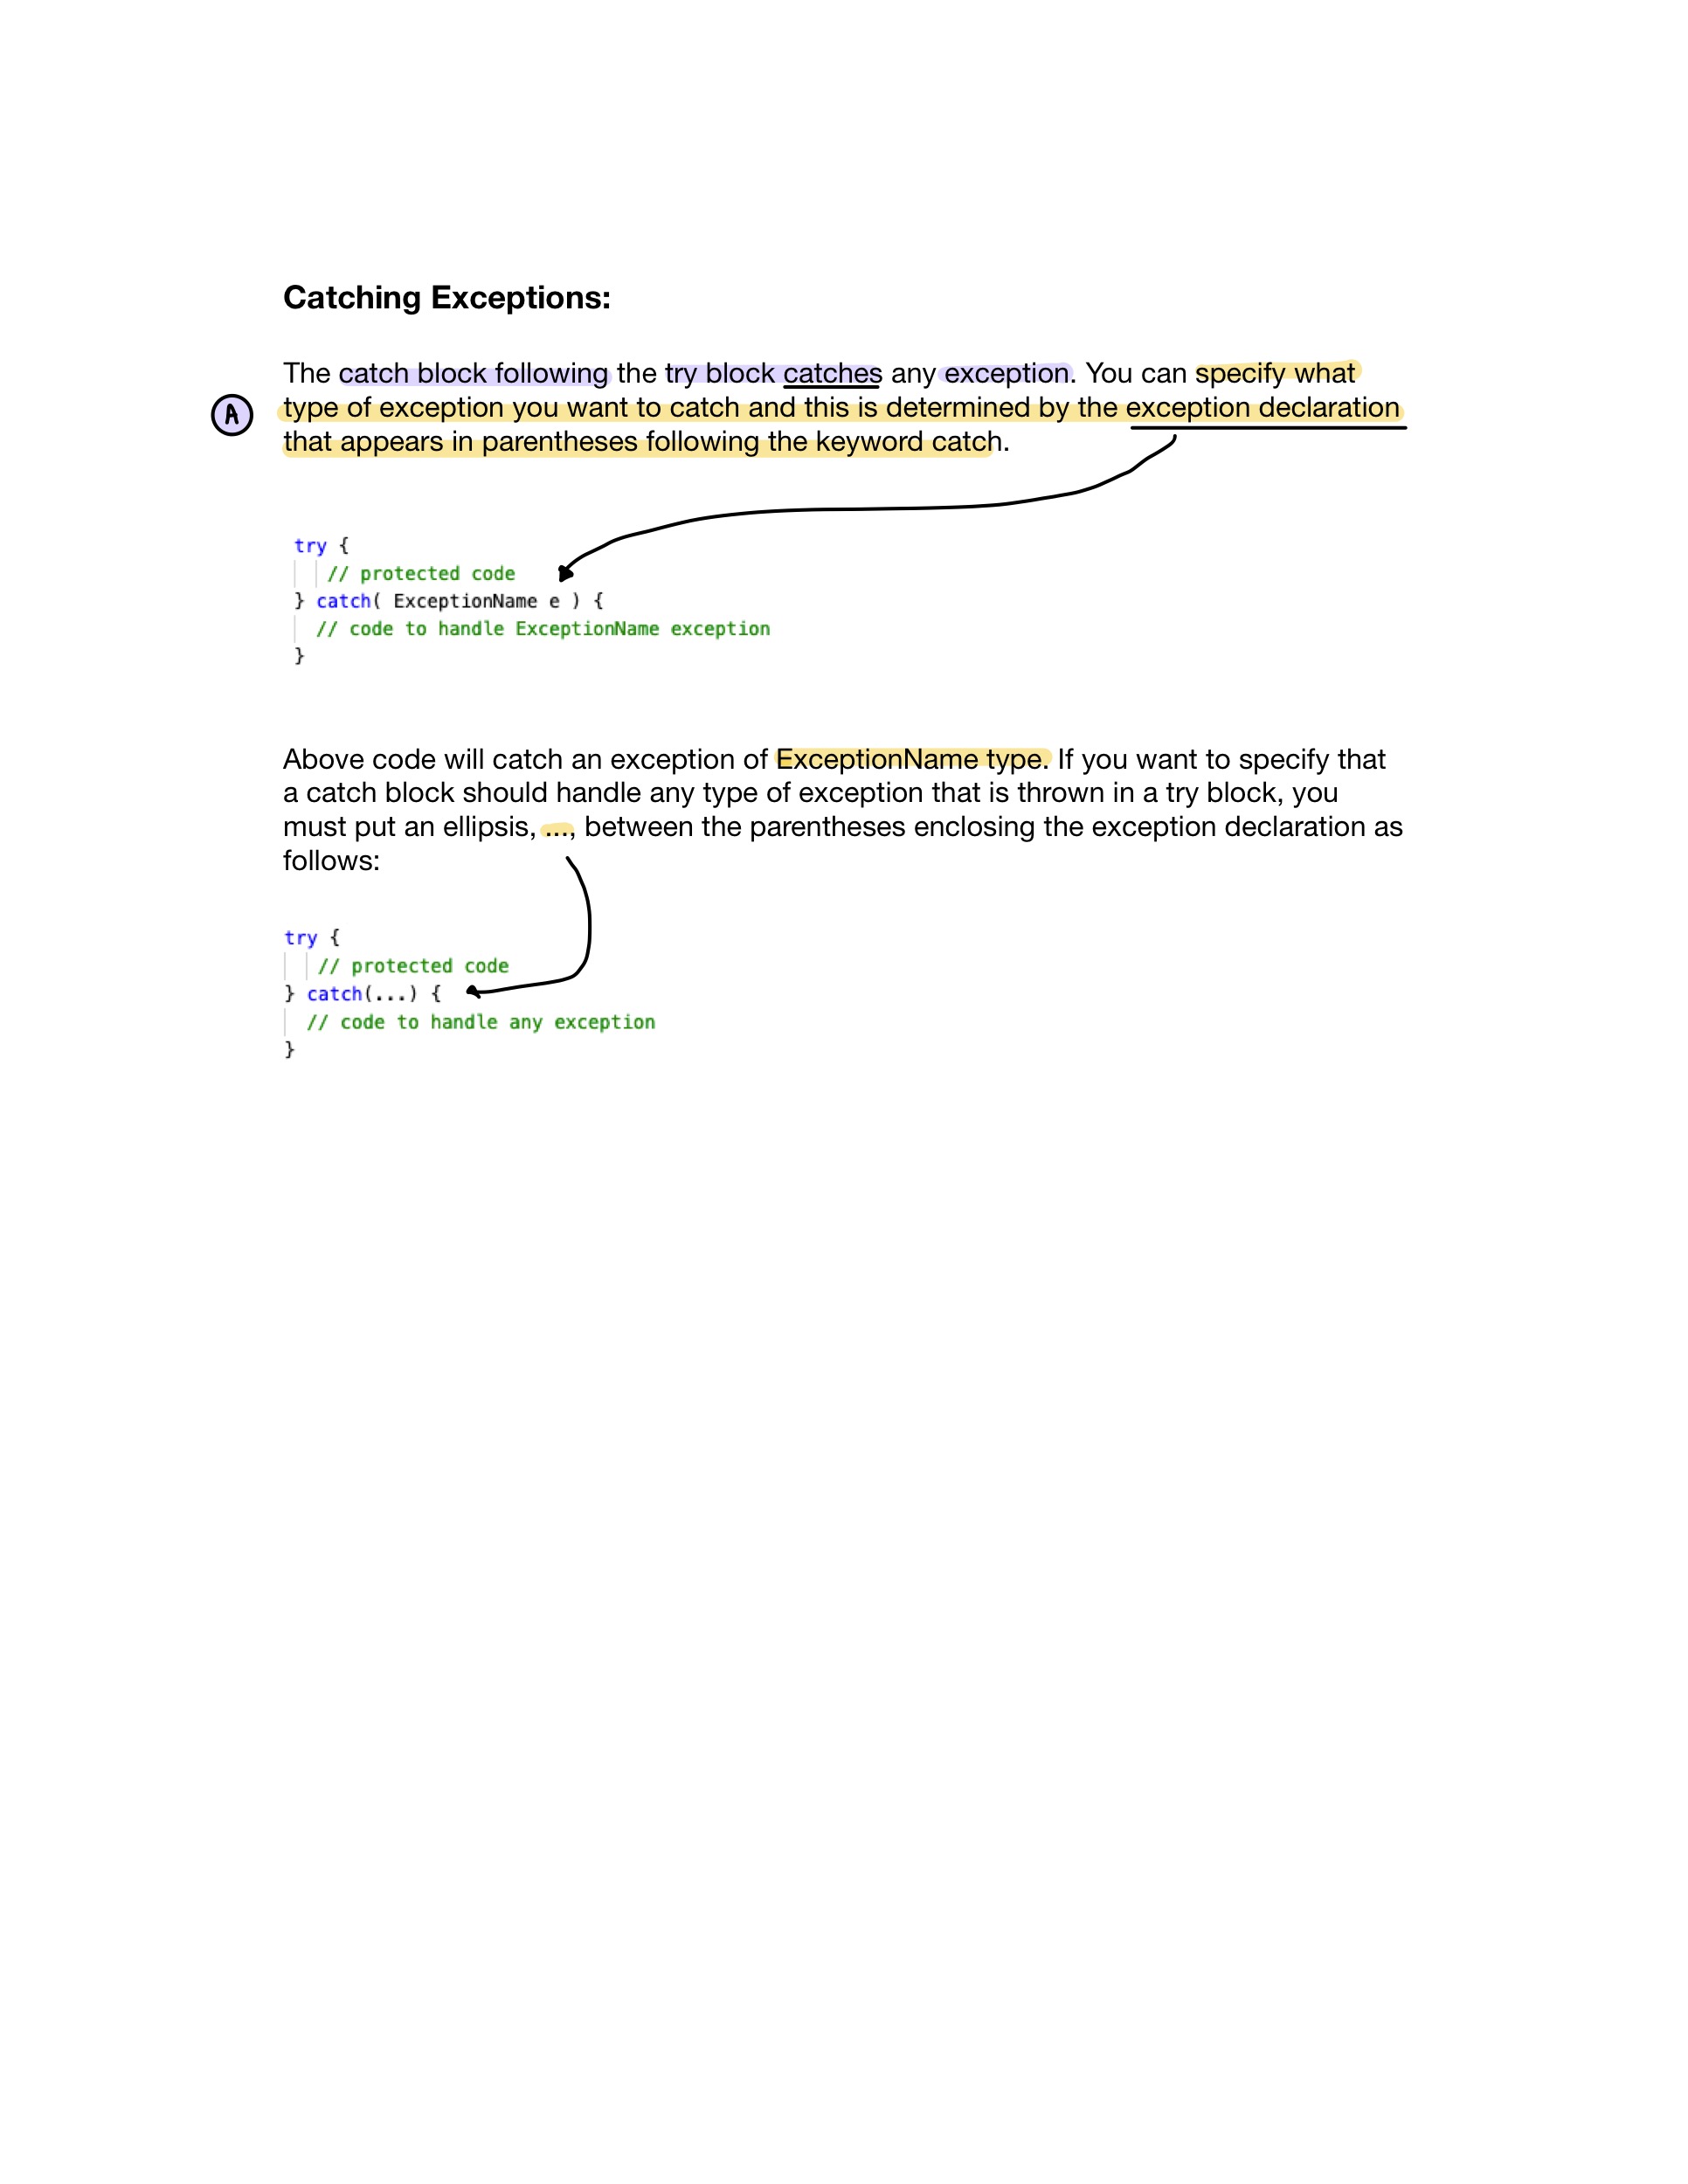 Catching Exceptions:
The catch block following the try block catches any exception. You can specify what
A
type of exception you want to catch and this is determined by the exception declaration
that appears in parentheses following the keyword catch.
try {
// protected code
} catch( ExceptionName e ) {
// code to handle ExceptionName exception
}
Above code will catch an exception of ExceptionName type. If you want to specify that
a catch block should handle any type of exception that is thrown in a try block, you
must put an ellipsis, ..., between the parentheses enclosing the exception declaration as
follows:
try {
// protected code
} catch(...) {
// code to handle any exception
}